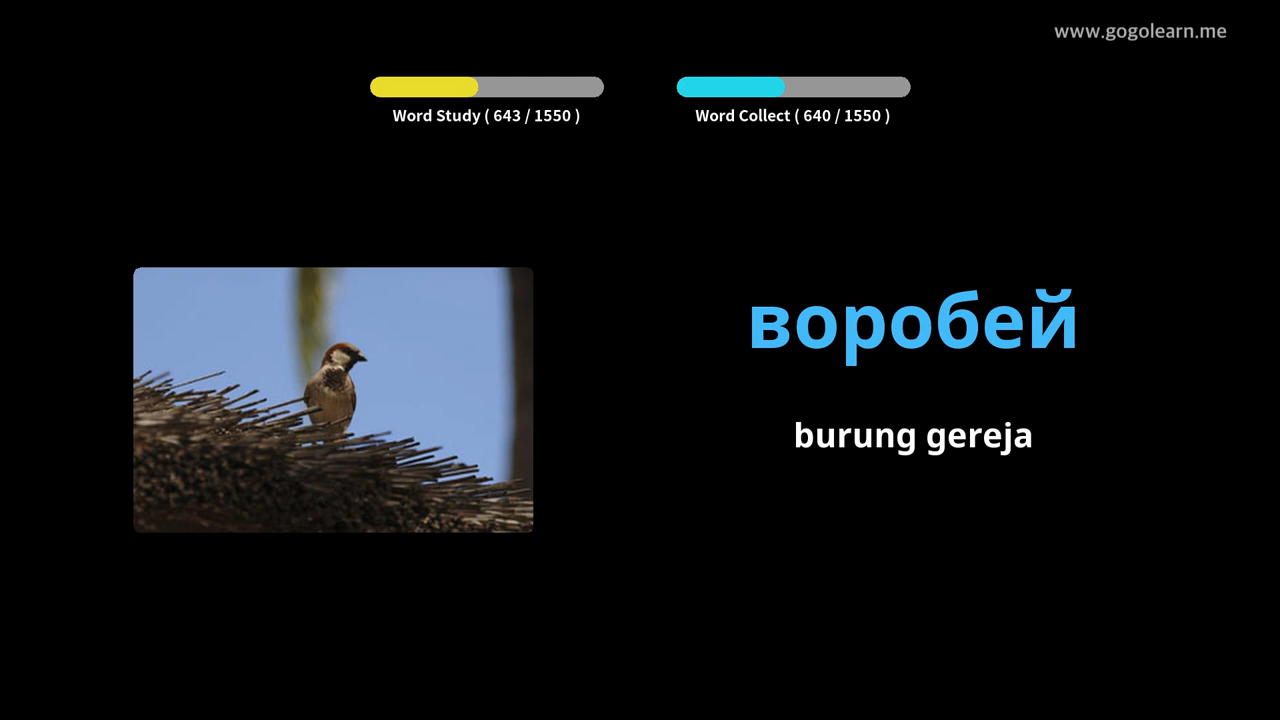 www.gogolearn.me
Word Study ( 643 / 1550 )
Word Collect ( 640 / 1550 )
воробей
burung gereja